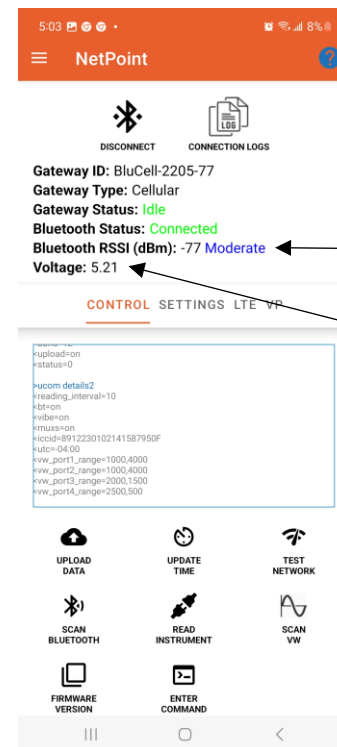 5:03
8%
NetPoint
?
LOG
DISCONNECT CONNECTION LOGS
Gateway ID: BluCell-2205-77
Gateway Type: Cellular
Gateway Status: Idle
Bluetooth Status: Connected
Bluetooth RSSI (dBm): -77 Moderate
Voltage: 5.21
CONTROL SETTINGS LTE VP
<upload=on
<status=0
>ucom details2
<reading_interval=10
<bt=on
<vibe=on
<muxs=on
<iccid=8912230102141587950F
<utc=-04:00
<vw_port1_range=1000,4000
<vw_port2_range=1000,4000
<vw_port3_range=2000,1500
<vw_port4_range=2500,500
UPLOAD DATA
UPDATE TIME
TEST NETWORK
SCAN BLUETOOTH
READ INSTRUMENT
SCAN VW
FIRMWARE VERSION
ENTER COMMAND